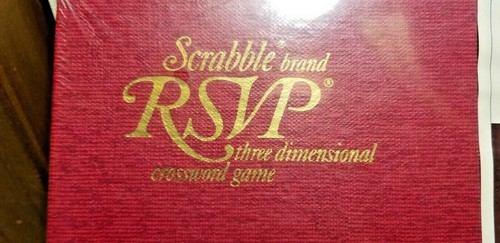 Scrabble® brand
RSVP®
three dimensional
crossword game